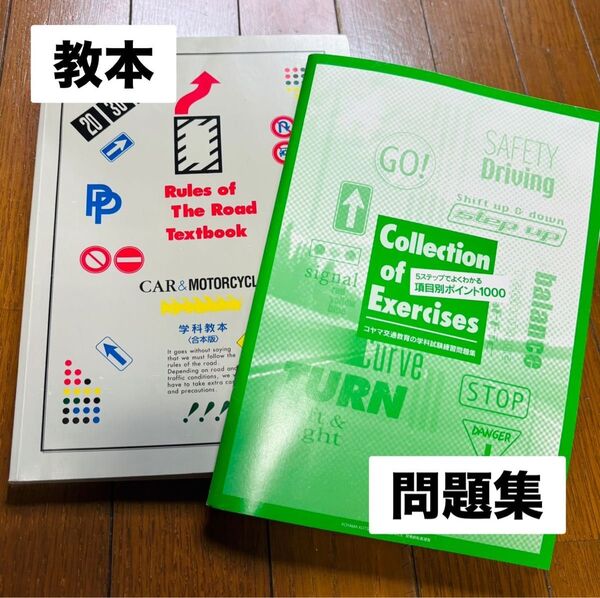 教本
20
30
P
Rules of
The Road
Textbook
CAR&MOTORCYCL
学科教本
〈合本版〉
It goes without saying
that we must follow the
rules of the road.
Depending on road and
traffic conditions, we
have to take extra car
and precautions.
!!!!
GO!
SAFETY
Driving
Shift up & down
step up
signal
balance
Collection
of
Exercises
5ステップでよくわかる
項目別ポイント1000
コヤマ交通教育の学科試験練習問題集
curve
URN
STOP
DANGER
問題集